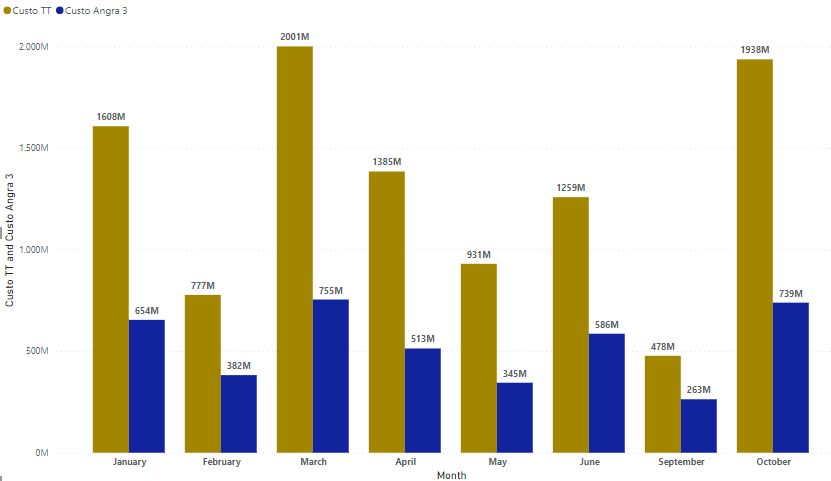 Custo TT Custo Angra 3
2001M
2.000M
1938M
1608M
1.500M
1385M
1259M
Custo TT and Custo Angra 3
1.000M
931M
777M
755M
739M
654M
586M
513M
500M
478M
382M
345M
263M
0M
January February March April May June September October
Month